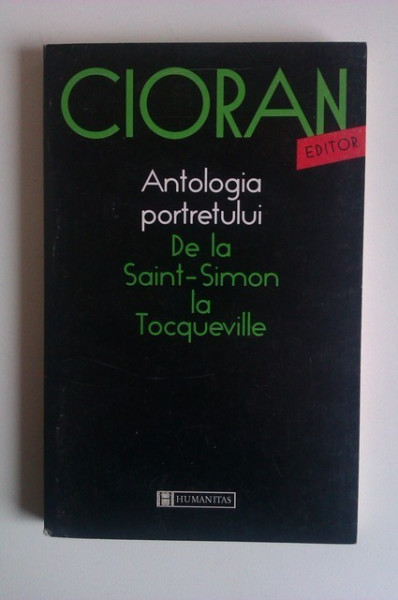 CIORAN
EDITOR
Antologia
portretului
De la
Saint-Simon
la
Tocqueville
HUMANITAS